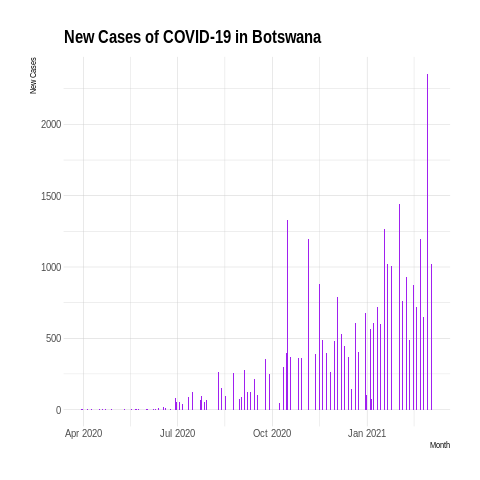 New Cases of COVID-19 in Botswana
New Cases
2000
1500
1000
500
0
Apr 2020
Jul 2020
Oct 2020
Jan 2021
Month